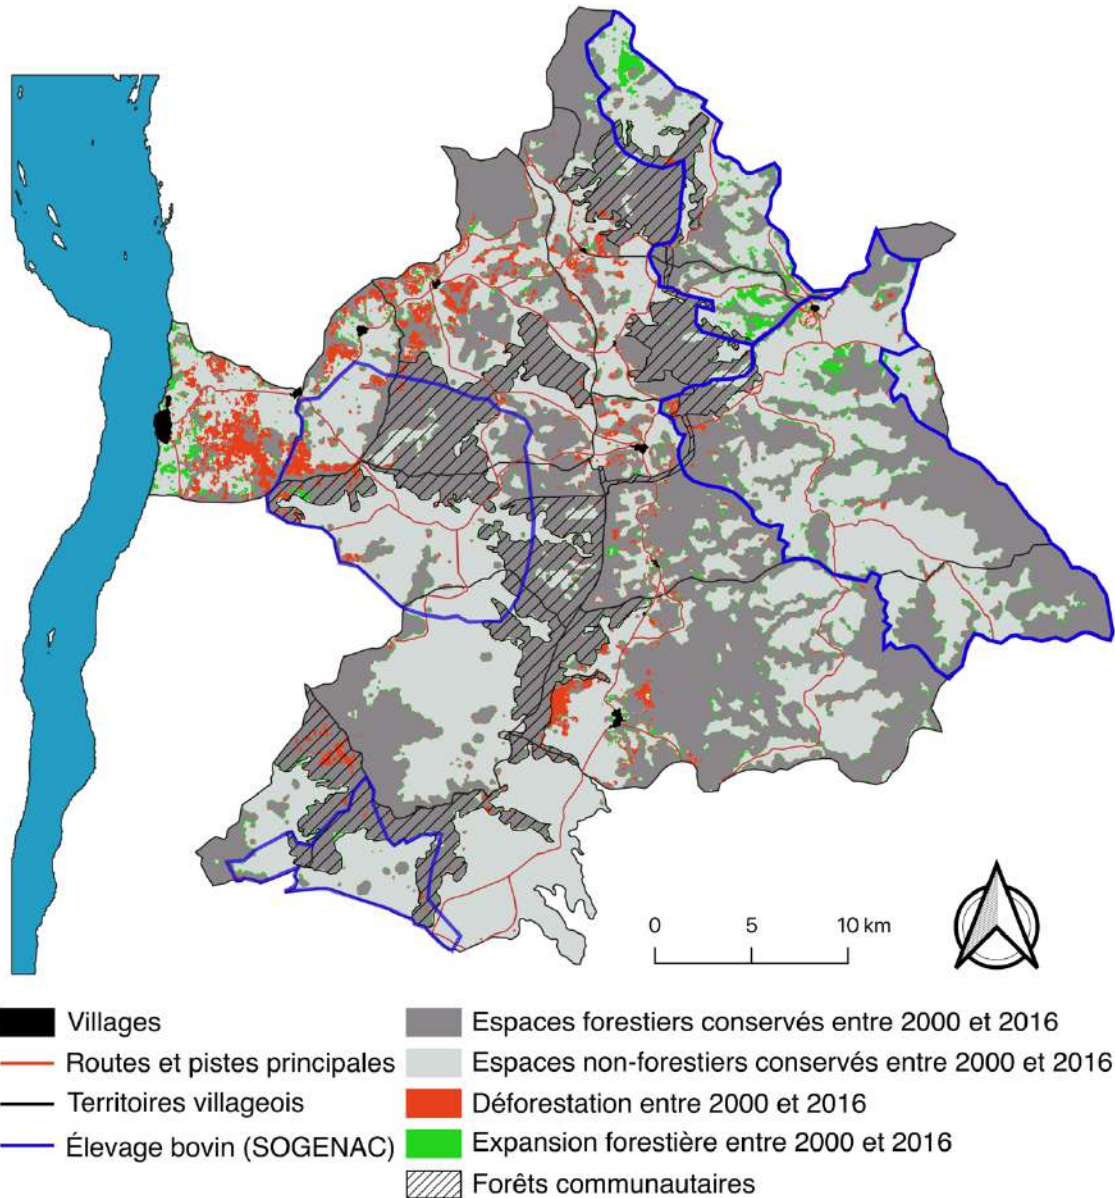 0 5 10 km
Villages
Routes et pistes principales
Territoires villageois
Élevage bovin (SOGENAC)
Espaces forestiers conservés entre 2000 et 2016
Espaces non-forestiers conservés entre 2000 et 2016
Déforestation entre 2000 et 2016
Expansion forestière entre 2000 et 2016
Forêts communautaires